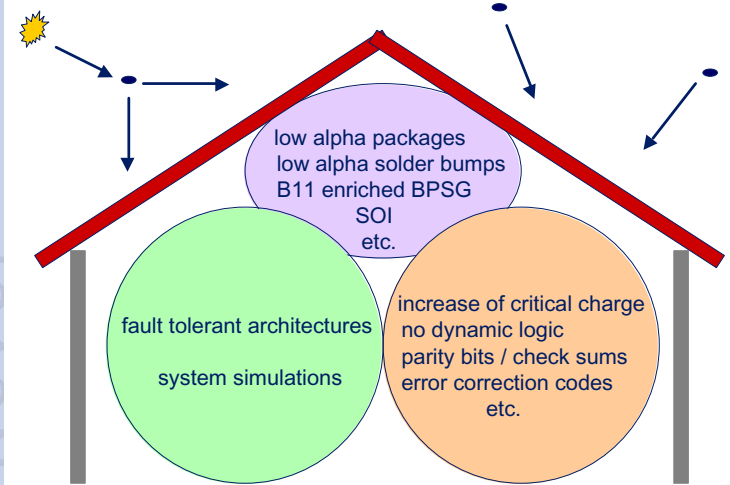 low alpha packages
low alpha solder bumps
B11 enriched BPSG
SOI
etc.
fault tolerant architectures
system simulations
increase of critical charge
no dynamic logic
parity bits / check sums
error correction codes
etc.